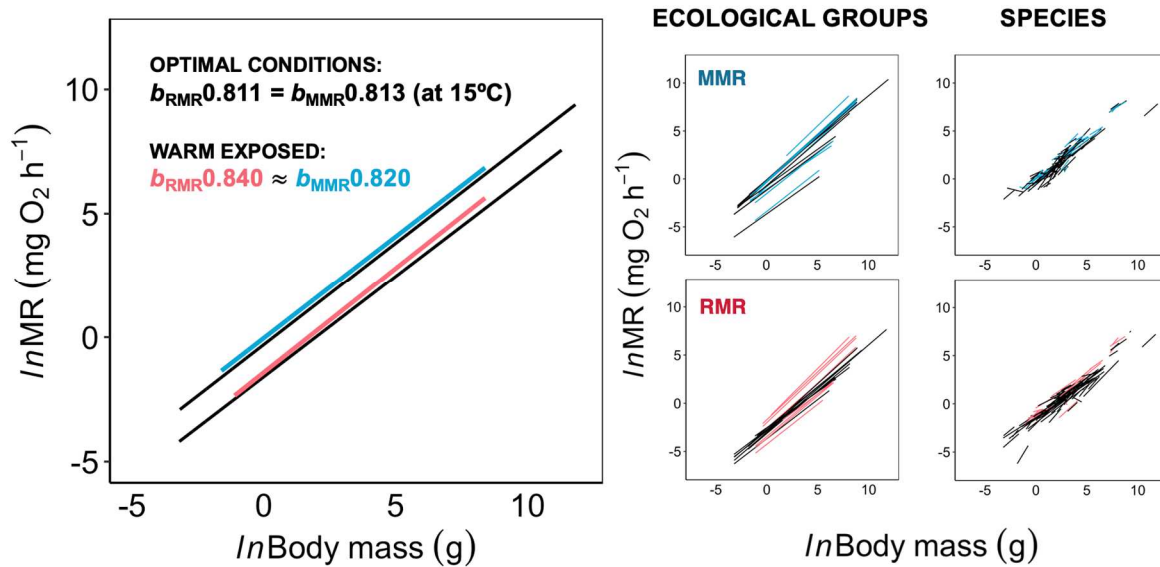 OPTIMAL CONDITIONS:
bRMR0.811 = bMMR0.813 (at 15ºC)
WARM EXPOSED:
bRMR0.840 ≈ bMMR0.820
lnMR (mg O2 h−1)
10
5
0
-5
-5 0 5 10
lnBody mass (g)
ECOLOGICAL GROUPS SPECIES
lnMR (mg O2 h−1)
MMR
10
5
0
-5
-5 0 5 10
10
5
0
-5
-5 0 5 10
RMR
10
5
0
-5
-5 0 5 10
10
5
0
-5
-5 0 5 10
lnBody mass (g)